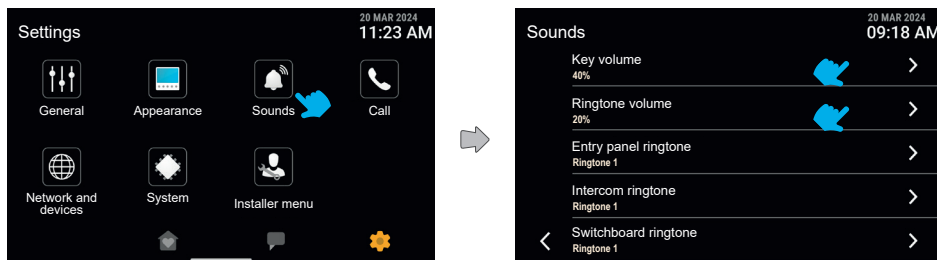 20 MAR 2024
Settings 11:23 AM
General Appearance Sounds Call
Network and
devices
System
Installer menu
20 MAR 2024
Sounds 09:18 AM
Key volume
40%
Ringtone volume
20%
Entry panel ringtone
Ringtone 1
Intercom ringtone
Ringtone 1
Switchboard ringtone
Ringtone 1